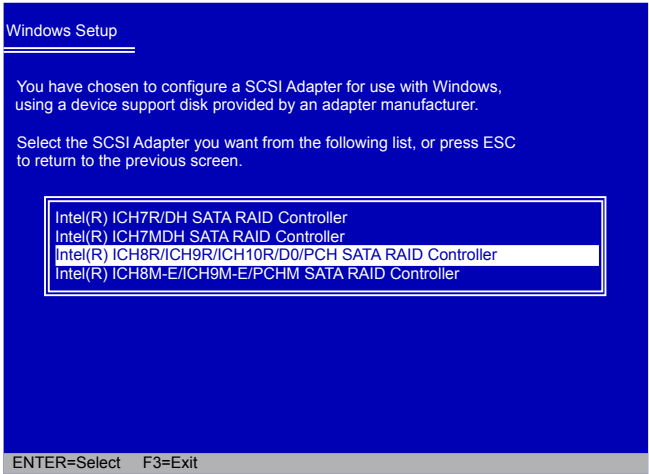 Windows Setup
You have chosen to configure a SCSI Adapter for use with Windows,
using a device support disk provided by an adapter manufacturer.
Select the SCSI Adapter you want from the following list, or press ESC
to return to the previous screen.
Intel(R) ICH7R/DH SATA RAID Controller
Intel(R) ICH7MDH SATA RAID Controller
Intel(R) ICH8R/ICH9R/ICH10R/D0/PCH SATA RAID Controller
Intel(R) ICH8M-E/ICH9M-E/PCHM SATA RAID Controller
ENTER=Select F3=Exit